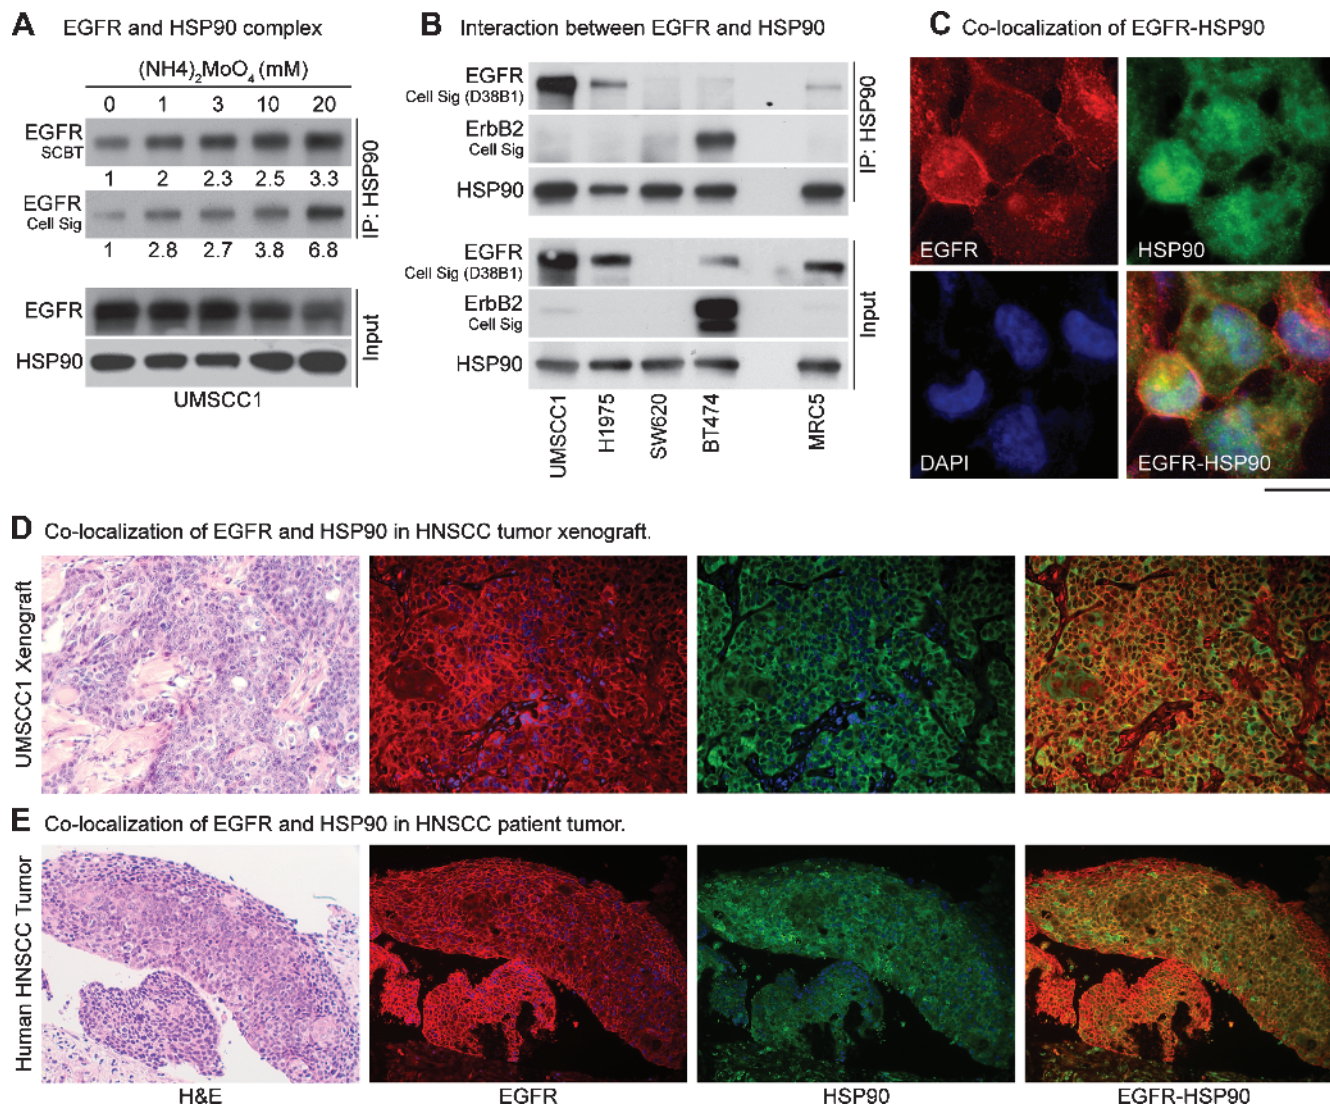 A EGFR and HSP90 complex
(NH4)2MoO4 (mM)
0 1 3 10 20
EGFR
SCBT
1 2 2.3 2.5 3.3
EGFR
Cell Sig
1 2.8 2.7 3.8 6.8
IP: HSP90
EGFR
HSP90
Input
UMSCC1
B Interaction between EGFR and HSP90
EGFR
Cell Sig (D38B1)
ErbB2
Cell Sig
HSP90
IP: HSP90
EGFR
Cell Sig (D38B1)
ErbB2
Cell Sig
HSP90
Input
UMSCC1
H1975
SW620
BT474
MRC5
C Co-localization of EGFR-HSP90
EGFR
HSP90
DAPI
EGFR-HSP90
D Co-localization of EGFR and HSP90 in HNSCC tumor xenograft.
UMSCC1 Xenograft
E Co-localization of EGFR and HSP90 in HNSCC patient tumor.
Human HNSCC Tumor
H&E
EGFR
HSP90
EGFR-HSP90